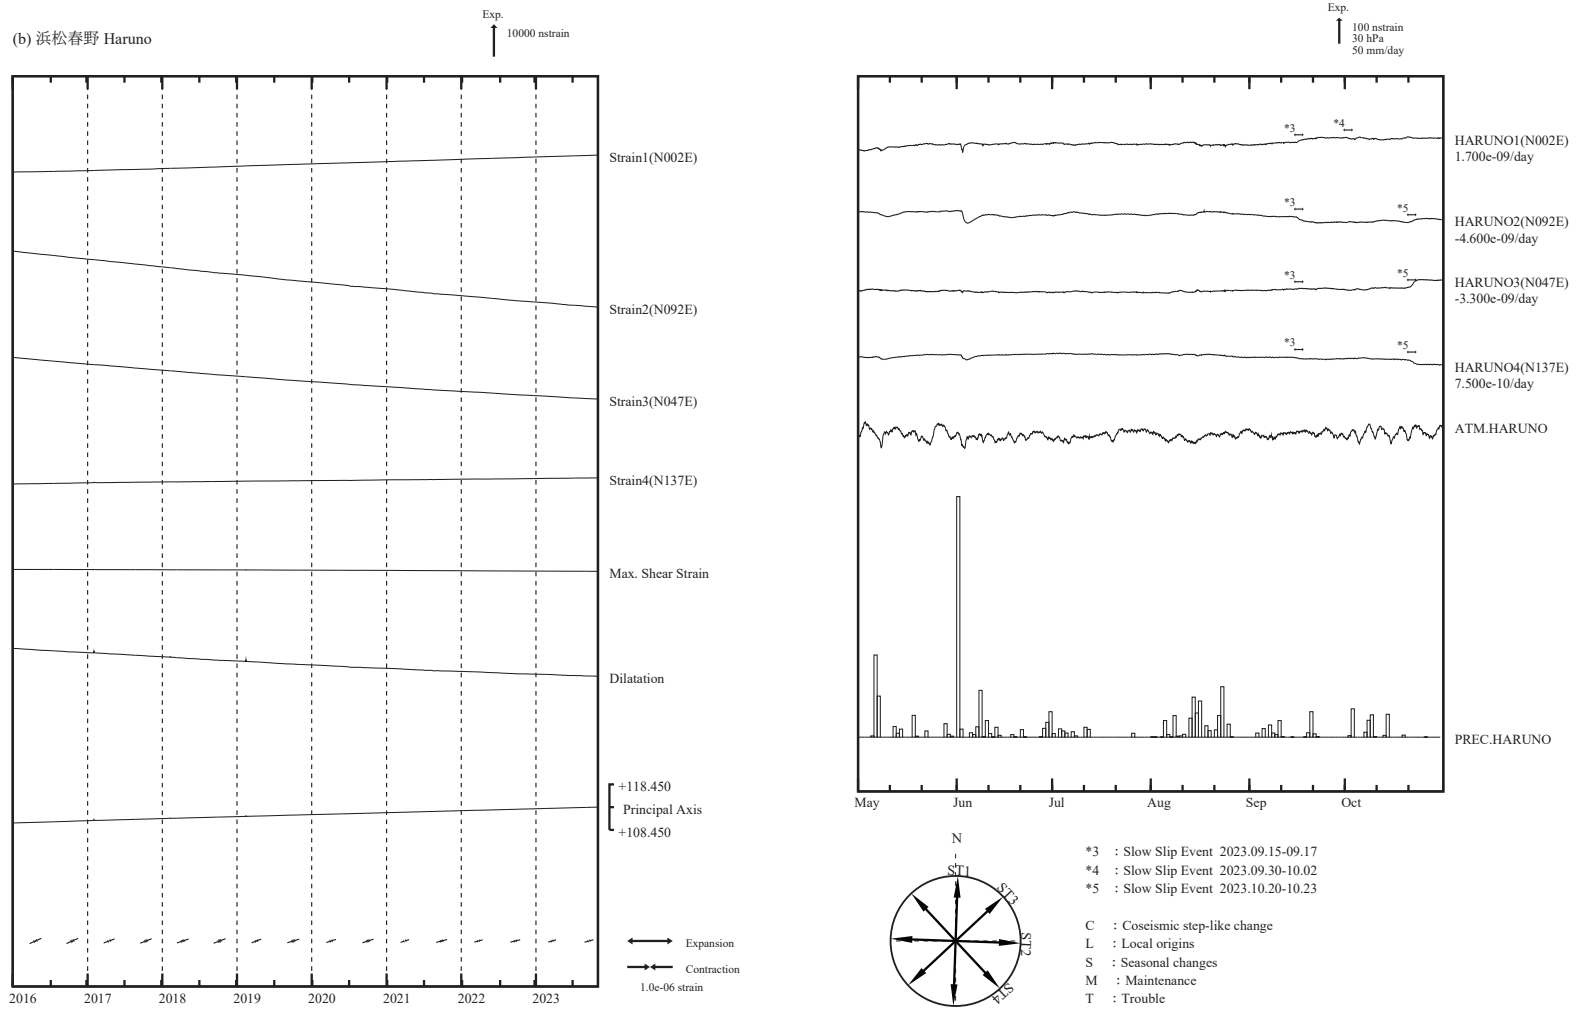 (b) 浜松春野 Haruno
Exp.
10000 nstrain
Strain1(N002E)
Strain2(N092E)
Strain3(N047E)
Strain4(N137E)
Max. Shear Strain
Dilatation
+118.450
Principal Axis
+108.450
Expansion
Contraction
1.0e-06 strain
2016 2017 2018 2019 2020 2021 2022 2023
Exp.
100 nstrain
30 hPa
50 mm/day
*3 *4
HARUNO1(N002E)
1.700e-09/day
*3 *5
HARUNO2(N092E)
-4.600e-09/day
*3 *5
HARUNO3(N047E)
-3.300e-09/day
*3 *5
HARUNO4(N137E)
7.500e-10/day
ATM.HARUNO
PREC.HARUNO
May Jun Jul Aug Sep Oct
N
ST1
ST3
ST2
ST4
*3 : Slow Slip Event 2023.09.15-09.17
*4 : Slow Slip Event 2023.09.30-10.02
*5 : Slow Slip Event 2023.10.20-10.23
C : Coseismic step-like change
L : Local origins
S : Seasonal changes
M : Maintenance
T : Trouble